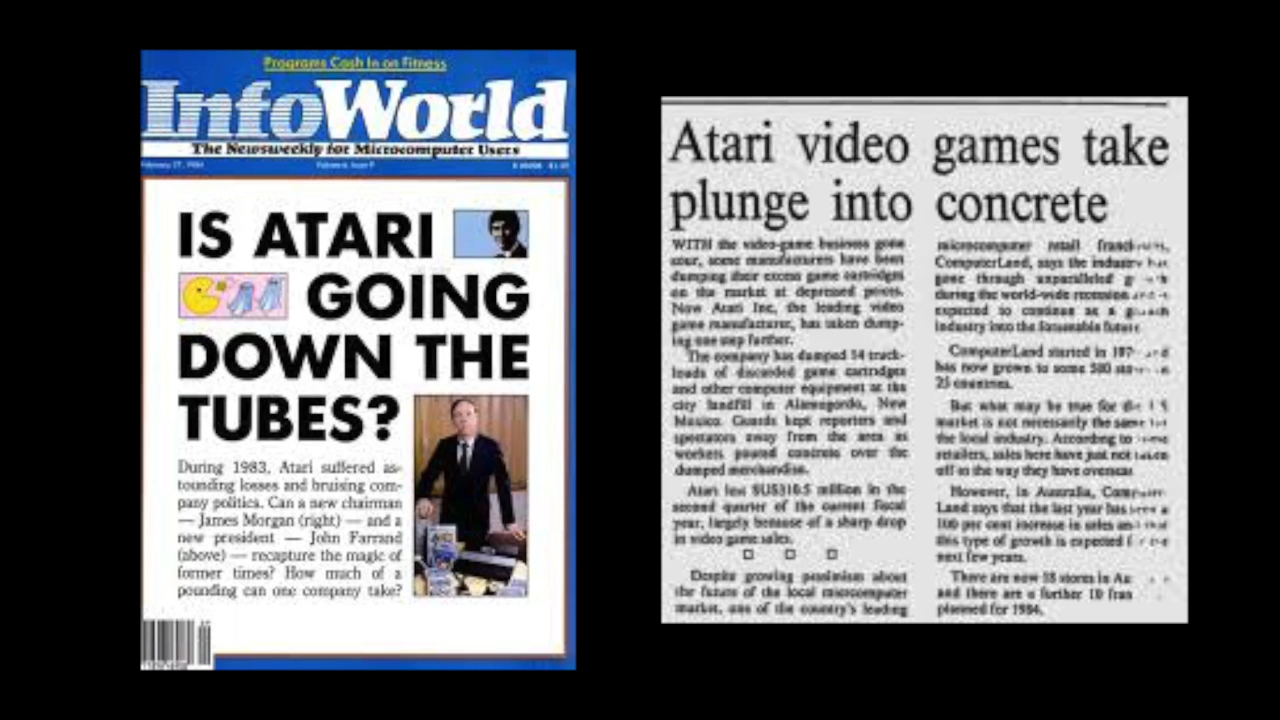 Programs Cash In on Fitness
InfoWorld
The Newsweekly for Microcomputer Users
February 27, 1984
Volume 6, Issue 9
IS ATARI
GOING
DOWN THE
TUBES?
During 1983, Atari suffered as-
tounding losses and bruising com-
pany politics. Can a new chairman
— James Morgan (right) — and a
new president — John Farrand
(above) — recapture the magic of
former times? How much of a
pounding can one company take?
Atari video games take
plunge into concrete
WITH the video-game business gone
sour, some manufacturers have been
dumping their excess game cartridges
on the market at depressed prices.
Now Atari Inc, the leading video
game manufacturer, has taken dump-
ing one step further.
The company has dumped 14 truck-
loads of discarded game cartridges
and other computer equipment at the
city landfill in Alamogordo, New
Mexico. Guards kept reporters and
spectators away from the area as
workers poured concrete over the
dumped merchandise.
Atari lost $US310.5 million in the
second quarter of the current fiscal
year, largely because of a sharp drop
in video game sales.
Despite growing pessimism about
the future of the local microcomputer
market, one of the country's leading
microcomputer retail
ComputerLand, says the
gone through unparalleled
during the world-wide recession
expected to continue as a
industry into the foreseeable future.
ComputerLand started in
has now grown to some 500
25 countries.
But what may be true for
market is not necessarily the same
the local industry. According to
retailers, sales here have just not taken
off in the way they have overseas.
However, in Australia,
Land says that the last year has
100 per cent increase in sales
this type of growth is expected
next few years.
There are now 18 stores in
and there are a further 10
planned for 1984.